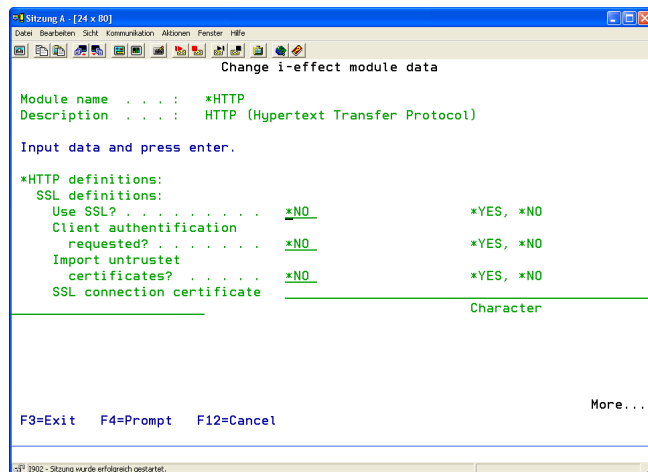 Sitzung A - [24 x 80]
Datei Bearbeiten Sicht Kommunikation Aktionen Fenster Hilfe
Change i-effect module data
Module name . . . : *HTTP
Description . . . : HTTP (Hypertext Transfer Protocol)
Input data and press enter.
*HTTP definitions:
SSL definitions:
Use SSL? . . . . . . . . . *NO *YES, *NO
Client authentification
requested? . . . . . . . *NO *YES, *NO
Import untrustet
certificates? . . . . . *NO *YES, *NO
SSL connection certificate
Character
More...
F3=Exit F4=Prompt F12=Cancel
I902 - Sitzung wurde erfolgreich gestartet.